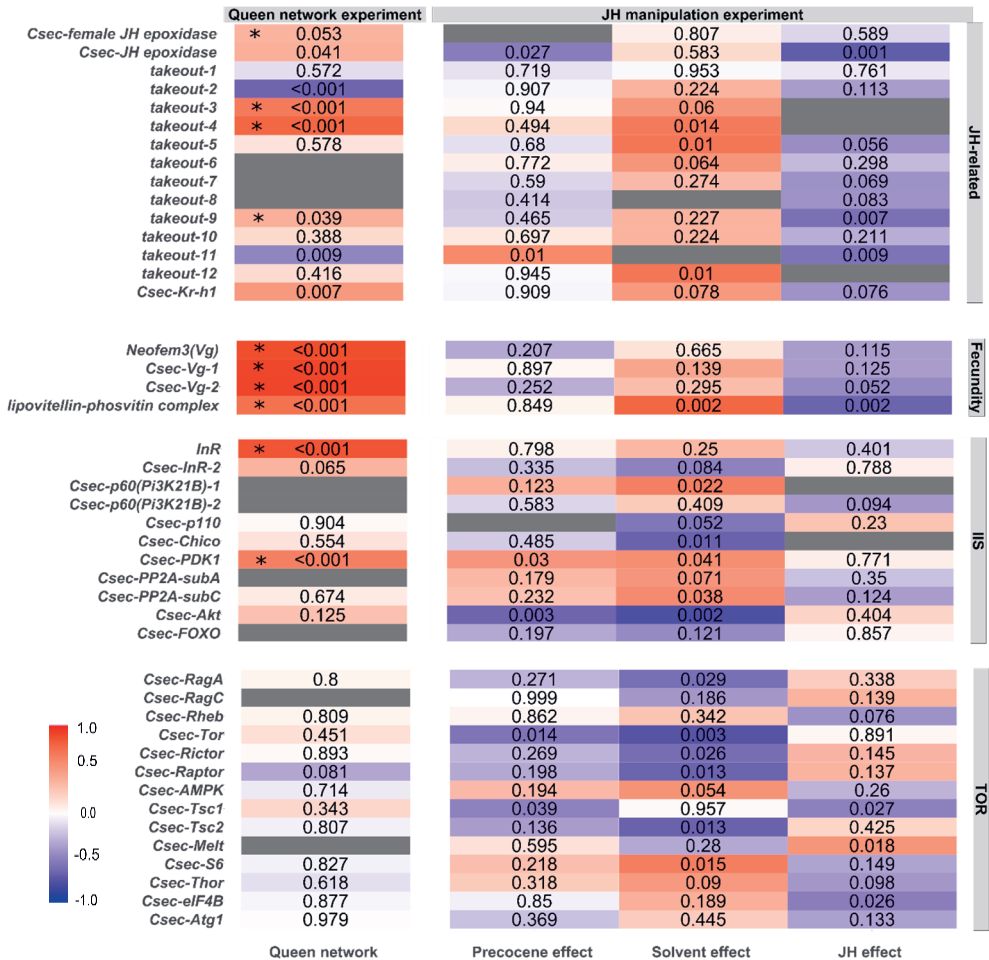 Queen network experiment JH manipulation experiment
Csec-female JH epoxidase * 0.053 0.807 0.589
Csec-JH epoxidase 0.041 0.027 0.583 0.001
takeout-1 0.572 0.719 0.953 0.761
takeout-2 <0.001 0.907 0.224 0.113
takeout-3 * <0.001 0.94 0.06
takeout-4 * <0.001 0.494 0.014
takeout-5 0.578 0.68 0.01 0.056
takeout-6 0.772 0.064 0.298
takeout-7 0.59 0.274 0.069
takeout-8 0.414 0.083
takeout-9 * 0.039 0.465 0.227 0.007
takeout-10 0.388 0.697 0.224 0.211
takeout-11 0.009 0.01 0.009
takeout-12 0.416 0.945 0.01
Csec-Kr-h1 0.007 0.909 0.078 0.076
JH-related
Neofem3(Vg) * <0.001 0.207 0.665 0.115
Csec-Vg-1 * <0.001 0.897 0.139 0.125
Csec-Vg-2 * <0.001 0.252 0.295 0.052
lipovitellin-phosvitin complex * <0.001 0.849 0.002 0.002
Fecundity
InR * <0.001 0.798 0.25 0.401
Csec-InR-2 0.065 0.335 0.084 0.788
Csec-p60(Pi3K21B)-1 0.123 0.022
Csec-p60(Pi3K21B)-2 0.583 0.409 0.094
Csec-p110 0.904 0.052 0.23
Csec-Chico 0.554 0.485 0.011
Csec-PDK1 * <0.001 0.03 0.041 0.771
Csec-PP2A-subA 0.179 0.071 0.35
Csec-PP2A-subC 0.674 0.232 0.038 0.124
Csec-Akt 0.125 0.003 0.002 0.404
Csec-FOXO 0.197 0.121 0.857
IIS
Csec-RagA 0.8 0.271 0.029 0.338
Csec-RagC 0.999 0.186 0.139
Csec-Rheb 0.809 0.862 0.342 0.076
Csec-Tor 0.451 0.014 0.003 0.891
Csec-Rictor 0.893 0.269 0.026 0.145
Csec-Raptor 0.081 0.198 0.013 0.137
Csec-AMPK 0.714 0.194 0.054 0.26
Csec-Tsc1 0.343 0.039 0.957 0.027
Csec-Tsc2 0.807 0.136 0.013 0.425
Csec-Melt 0.595 0.28 0.018
Csec-S6 0.827 0.218 0.015 0.149
Csec-Thor 0.618 0.318 0.09 0.098
Csec-eIF4B 0.877 0.85 0.189 0.026
Csec-Atg1 0.979 0.369 0.445 0.133
TOR
1.0
0.5
0.0
-0.5
-1.0
Queen network Precocene effect Solvent effect JH effect